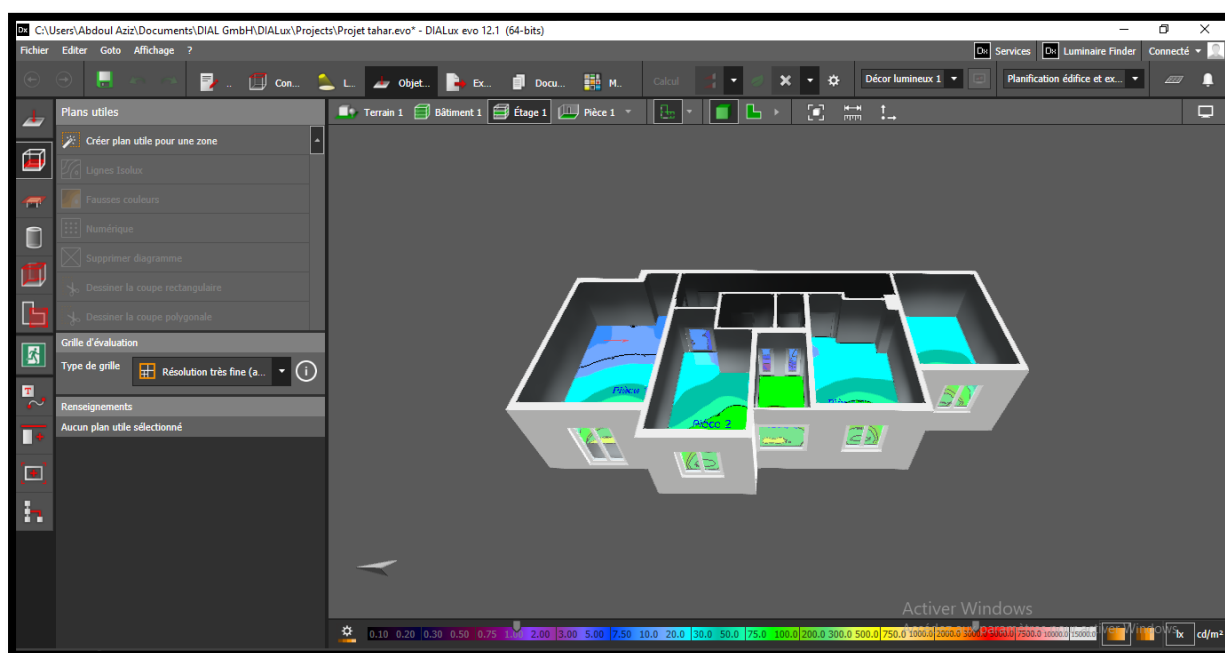 C:\Users\Abdoul Aziz\Documents\DIAL GmbH\DIALux\Projects\Projet tahar.evo* - DIALux evo 12.1 (64-bits)
Fichier Editer Goto Affichage ?
Dx Services Dx Luminaire Finder Connecté
.. Con... L... Objet... Ex... Docu... M.. Calcul Décor lumineux 1 Planification édifice et ex...
Plans utiles
Terrain 1 Bâtiment 1 Étage 1 Pièce 1
Créer plan utile pour une zone
Lignes Isolux
Fausses couleurs
Numérique
Supprimer diagramme
Dessiner la coupe rectangulaire
Dessiner la coupe polygonale
Grille d'évaluation
Type de grille Résolution très fine (a...
Renseignements
Aucun plan utile sélectionné
Pièce 2
Activer Windows
0.10 0.20 0.30 0.50 0.75 1.00 2.00 3.00 5.00 7.50 10.0 20.0 30.0 50.0 75.0 100.0 200.0 300.0 500.0 750.0 1000.0 2000.0 3000.0 5000.0 7500.0 10000.0 15000.0 lx cd/m²